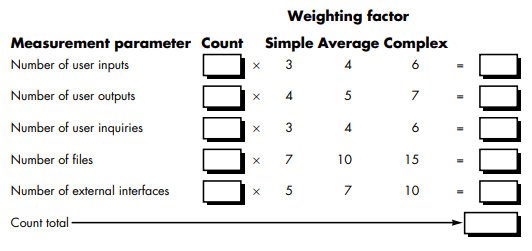 Weighting factor
Measurement parameter Count Simple Average Complex
Number of user inputs × 3 4 6 =
Number of user outputs × 4 5 7 =
Number of user inquiries × 3 4 6 =
Number of files × 7 10 15 =
Number of external interfaces × 5 7 10 =
Count total